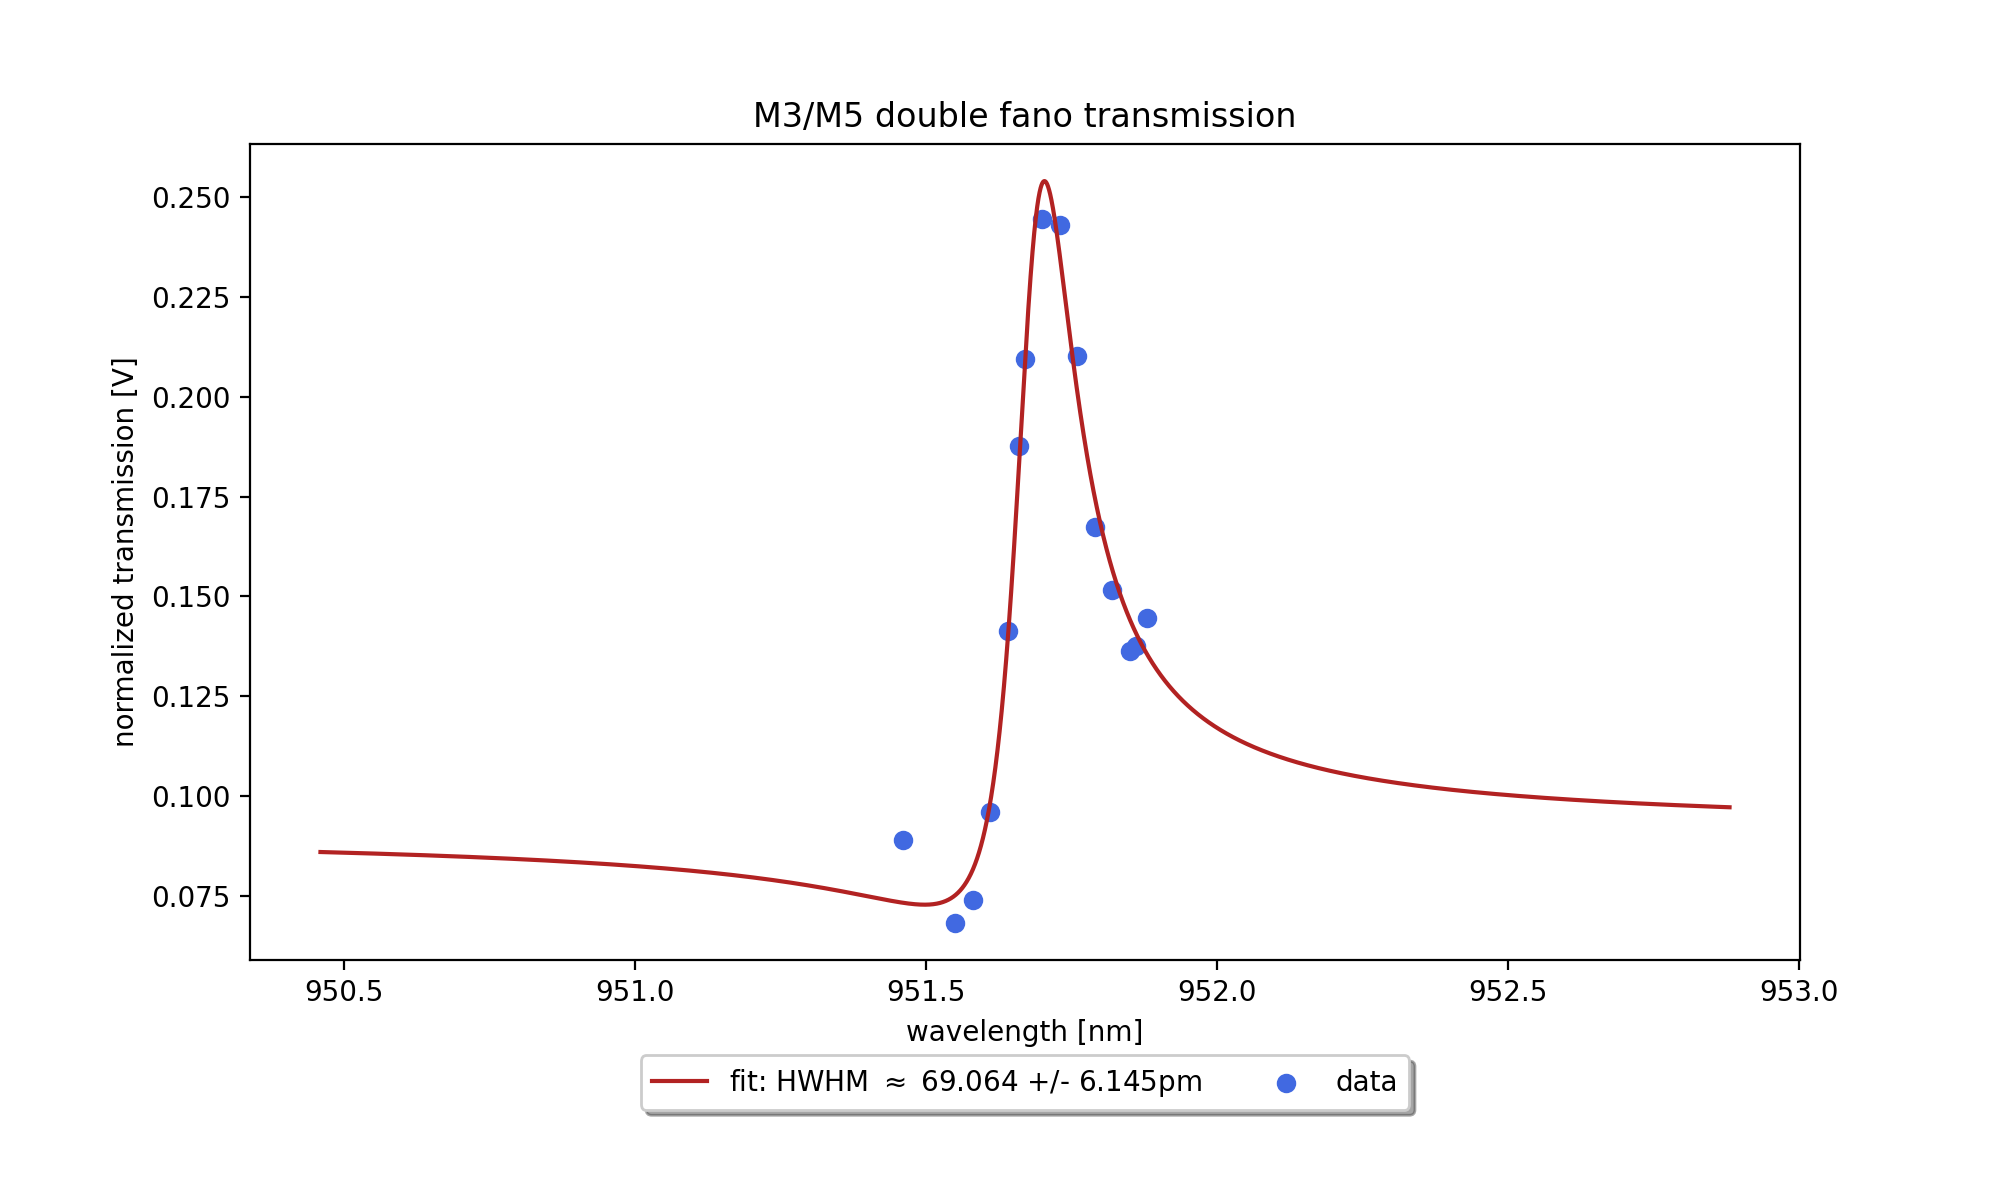 M3/M5 double fano transmission
normalized transmission [V]
0.250
0.225
0.200
0.175
0.150
0.125
0.100
0.075
950.5 951.0 951.5 952.0 952.5 953.0
wavelength [nm]
fit: HWHM ≈ 69.064 +/- 6.145pm data